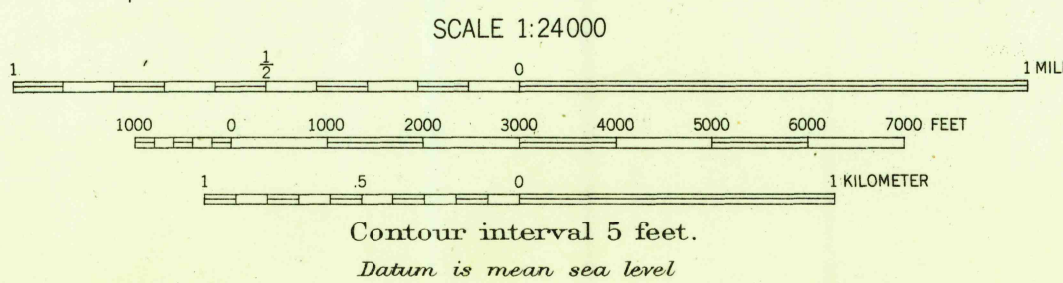 SCALE 1:24000
1 1/2 0 1 MIL
1000 0 1000 2000 3000 4000 5000 6000 7000 FEET
1 .5 0 1 KILOMETER
Contour interval 5 feet.
Datum is mean sea level